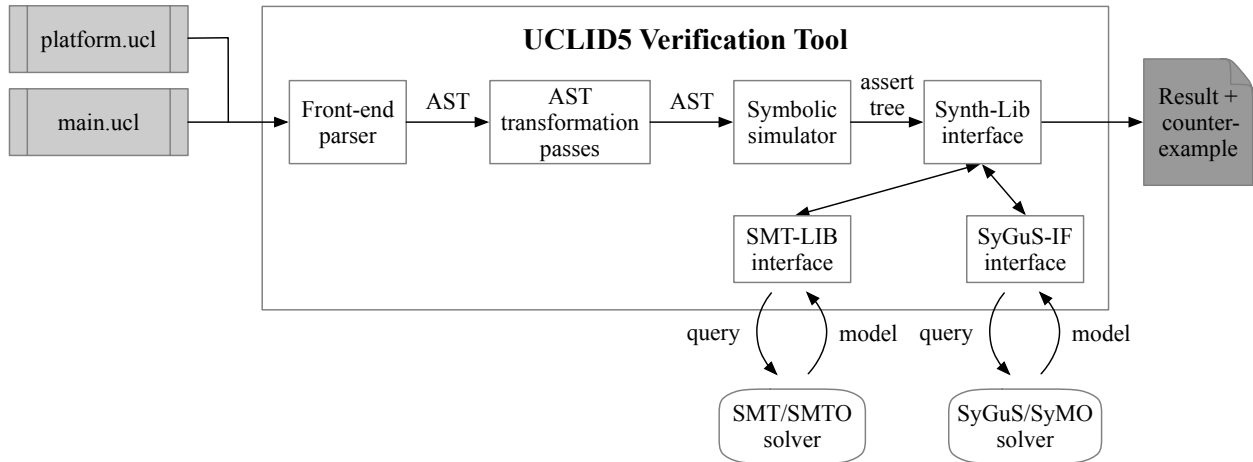 platform.ucl
main.ucl
UCLID5 Verification Tool
Front-end
parser
AST
AST
transformation
passes
AST
Symbolic
simulator
assert
tree
Synth-Lib
interface
Result +
counter-
example
SMT-LIB
interface
SyGuS-IF
interface
query
model
query
model
SMT/SMTO
solver
SyGuS/SyMO
solver